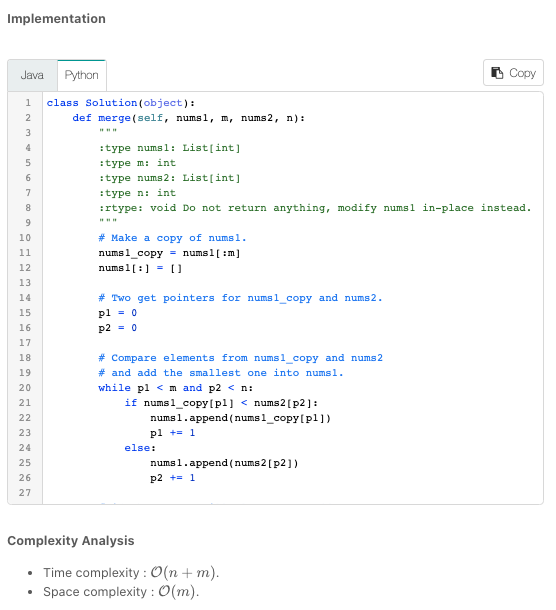 Implementation
Java Python Copy
1 class Solution(object):
2 def merge(self, nums1, m, nums2, n):
3 """
4 :type nums1: List[int]
5 :type m: int
6 :type nums2: List[int]
7 :type n: int
8 :rtype: void Do not return anything, modify nums1 in-place instead.
9 """
10 # Make a copy of nums1.
11 nums1_copy = nums1[:m]
12 nums1[:] = []
13
14 # Two get pointers for nums1_copy and nums2.
15 p1 = 0
16 p2 = 0
17
18 # Compare elements from nums1_copy and nums2
19 # and add the smallest one into nums1.
20 while p1 < m and p2 < n:
21 if nums1_copy[p1] < nums2[p2]:
22 nums1.append(nums1_copy[p1])
23 p1 += 1
24 else:
25 nums1.append(nums2[p2])
26 p2 += 1
27
Complexity Analysis
• Time complexity : O(n + m).
• Space complexity : O(m).